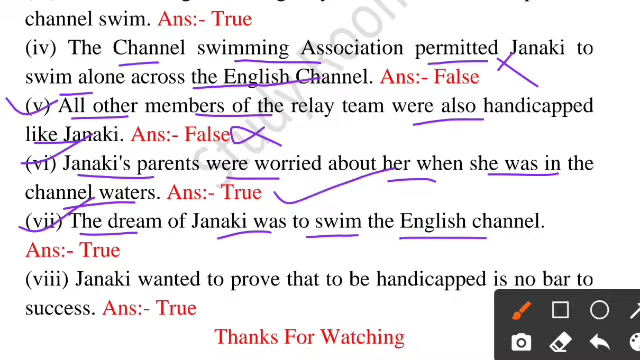 channel swim. Ans:- True
(iv) The Channel swimming Association permitted Janaki to
swim alone across the English Channel. Ans:- False
(v) All other members of the relay team were also handicapped
like Janaki. Ans:- False
(vi) Janaki's parents were worried about her when she was in the
channel waters. Ans:- True
(vii) The dream of Janaki was to swim the English channel.
Ans:- True
(viii) Janaki wanted to prove that to be handicapped is no bar to
success. Ans:- True
Thanks For Watching
Study Room